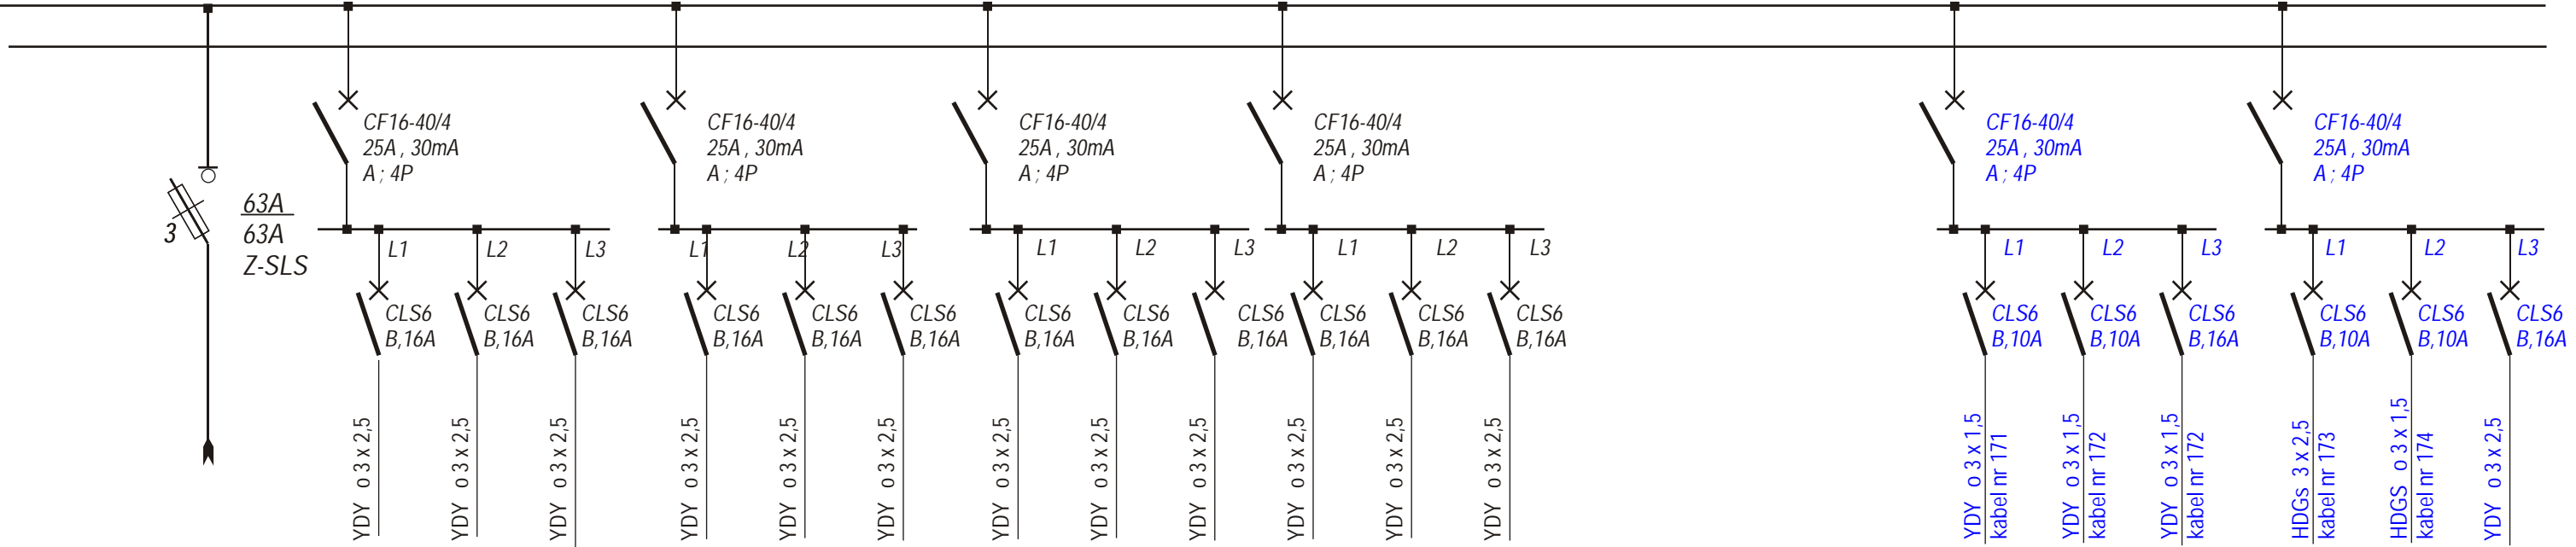 CF16-40/4
25A , 30mA
A ; 4P
CF16-40/4
25A , 30mA
A ; 4P
CF16-40/4
25A , 30mA
A ; 4P
CF16-40/4
25A , 30mA
A ; 4P
CF16-40/4
25A , 30mA
A ; 4P
CF16-40/4
25A , 30mA
A ; 4P
3
63A
63A
Z-SLS
L1
L2
L3
L1
L2
L3
L1
L2
L3
L1
L2
L3
L1
L2
L3
L1
L2
L3
CLS6
B,16A
CLS6
B,16A
CLS6
B,16A
CLS6
B,16A
CLS6
B,16A
CLS6
B,16A
CLS6
B,16A
CLS6
B,16A
CLS6
B,16A
CLS6
B,16A
CLS6
B,16A
CLS6
B,16A
CLS6
B,10A
CLS6
B,10A
CLS6
B,16A
CLS6
B,10A
CLS6
B,10A
CLS6
B,16A
YDY o 3 x 2,5
YDY o 3 x 2,5
YDY o 3 x 2,5
YDY o 3 x 2,5
YDY o 3 x 2,5
YDY o 3 x 2,5
YDY o 3 x 2,5
YDY o 3 x 2,5
YDY o 3 x 2,5
YDY o 3 x 2,5
YDY o 3 x 2,5
YDY o 3 x 2,5
YDY o 3 x 1,5
kabel nr 171
YDY o 3 x 1,5
kabel nr 172
YDY o 3 x 1,5
kabel nr 172
HDGs 3 x 2,5
kabel nr 173
HDGS o 3 x 1,5
kabel nr 174
YDY o 3 x 2,5